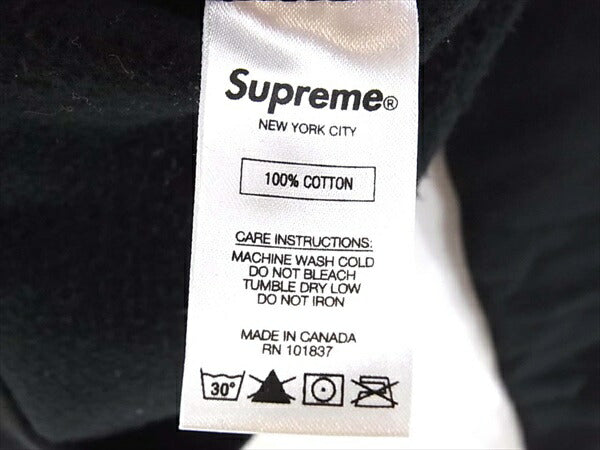 Supreme®
NEW YORK CITY
100% COTTON
CARE INSTRUCTIONS:
MACHINE WASH COLD
DO NOT BLEACH
TUMBLE DRY LOW
DO NOT IRON
MADE IN CANADA
RN 101837
30°